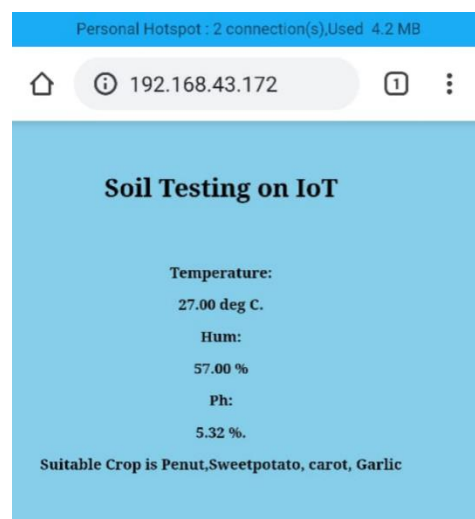 Personal Hotspot : 2 connection(s),Used 4.2 MB
192.168.43.172
1
Soil Testing on IoT
Temperature:
27.00 deg C.
Hum:
57.00 %
Ph:
5.32 %.
Suitable Crop is Penut,Sweetpotato, carot, Garlic